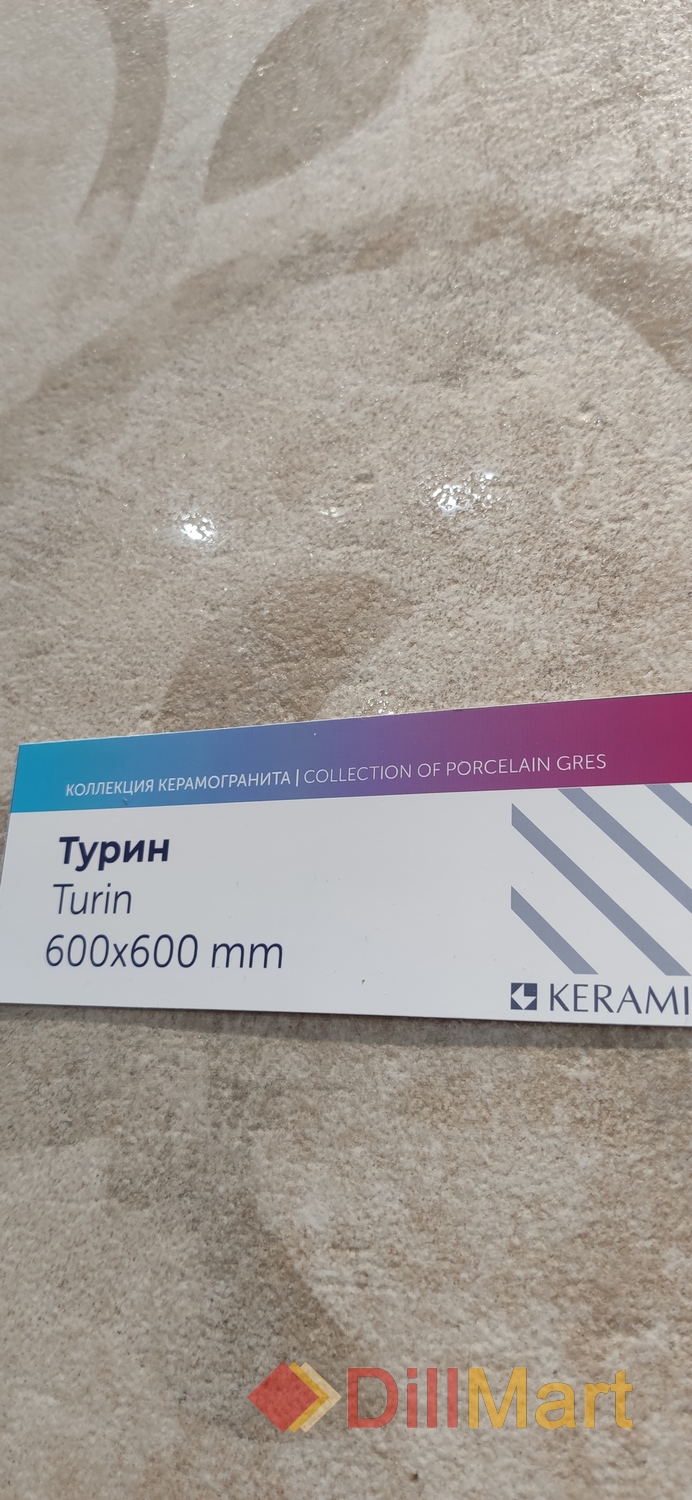 КОЛЛЕКЦИЯ КЕРАМОГРАНИТА | COLLECTION OF PORCELAIN GRES
Турин
Turin
600x600 mm
KERAMI
DillMart